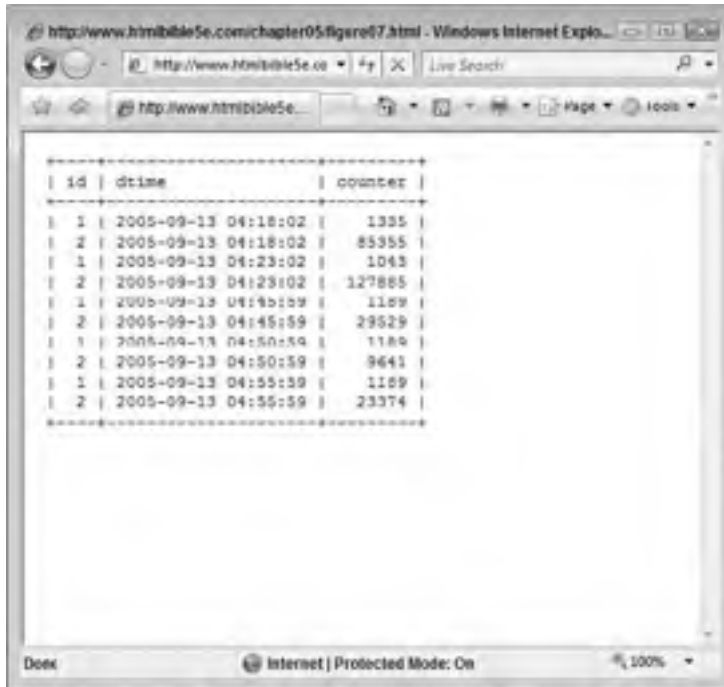 http://www.htmlbible5e.com/chapter05/figure07.html - Windows Internet Explo...
http://www.htmlbible5e.co
Live Search
http://www.htmlbible5e....
Page
Tools
+----+---------------------+---------+
| id | dtime | counter |
+----+---------------------+---------+
| 1 | 2005-09-13 04:18:02 | 1335 |
| 2 | 2005-09-13 04:18:02 | 85355 |
| 1 | 2005-09-13 04:23:02 | 1043 |
| 2 | 2005-09-13 04:23:02 | 127885 |
| 1 | 2005-09-13 04:45:59 | 1189 |
| 2 | 2005-09-13 04:45:59 | 29529 |
| 1 | 2005-09-13 04:50:59 | 1189 |
| 2 | 2005-09-13 04:50:59 | 9641 |
| 1 | 2005-09-13 04:55:59 | 1189 |
| 2 | 2005-09-13 04:55:59 | 23374 |
+----+---------------------+---------+
Done
Internet | Protected Mode: On
100%